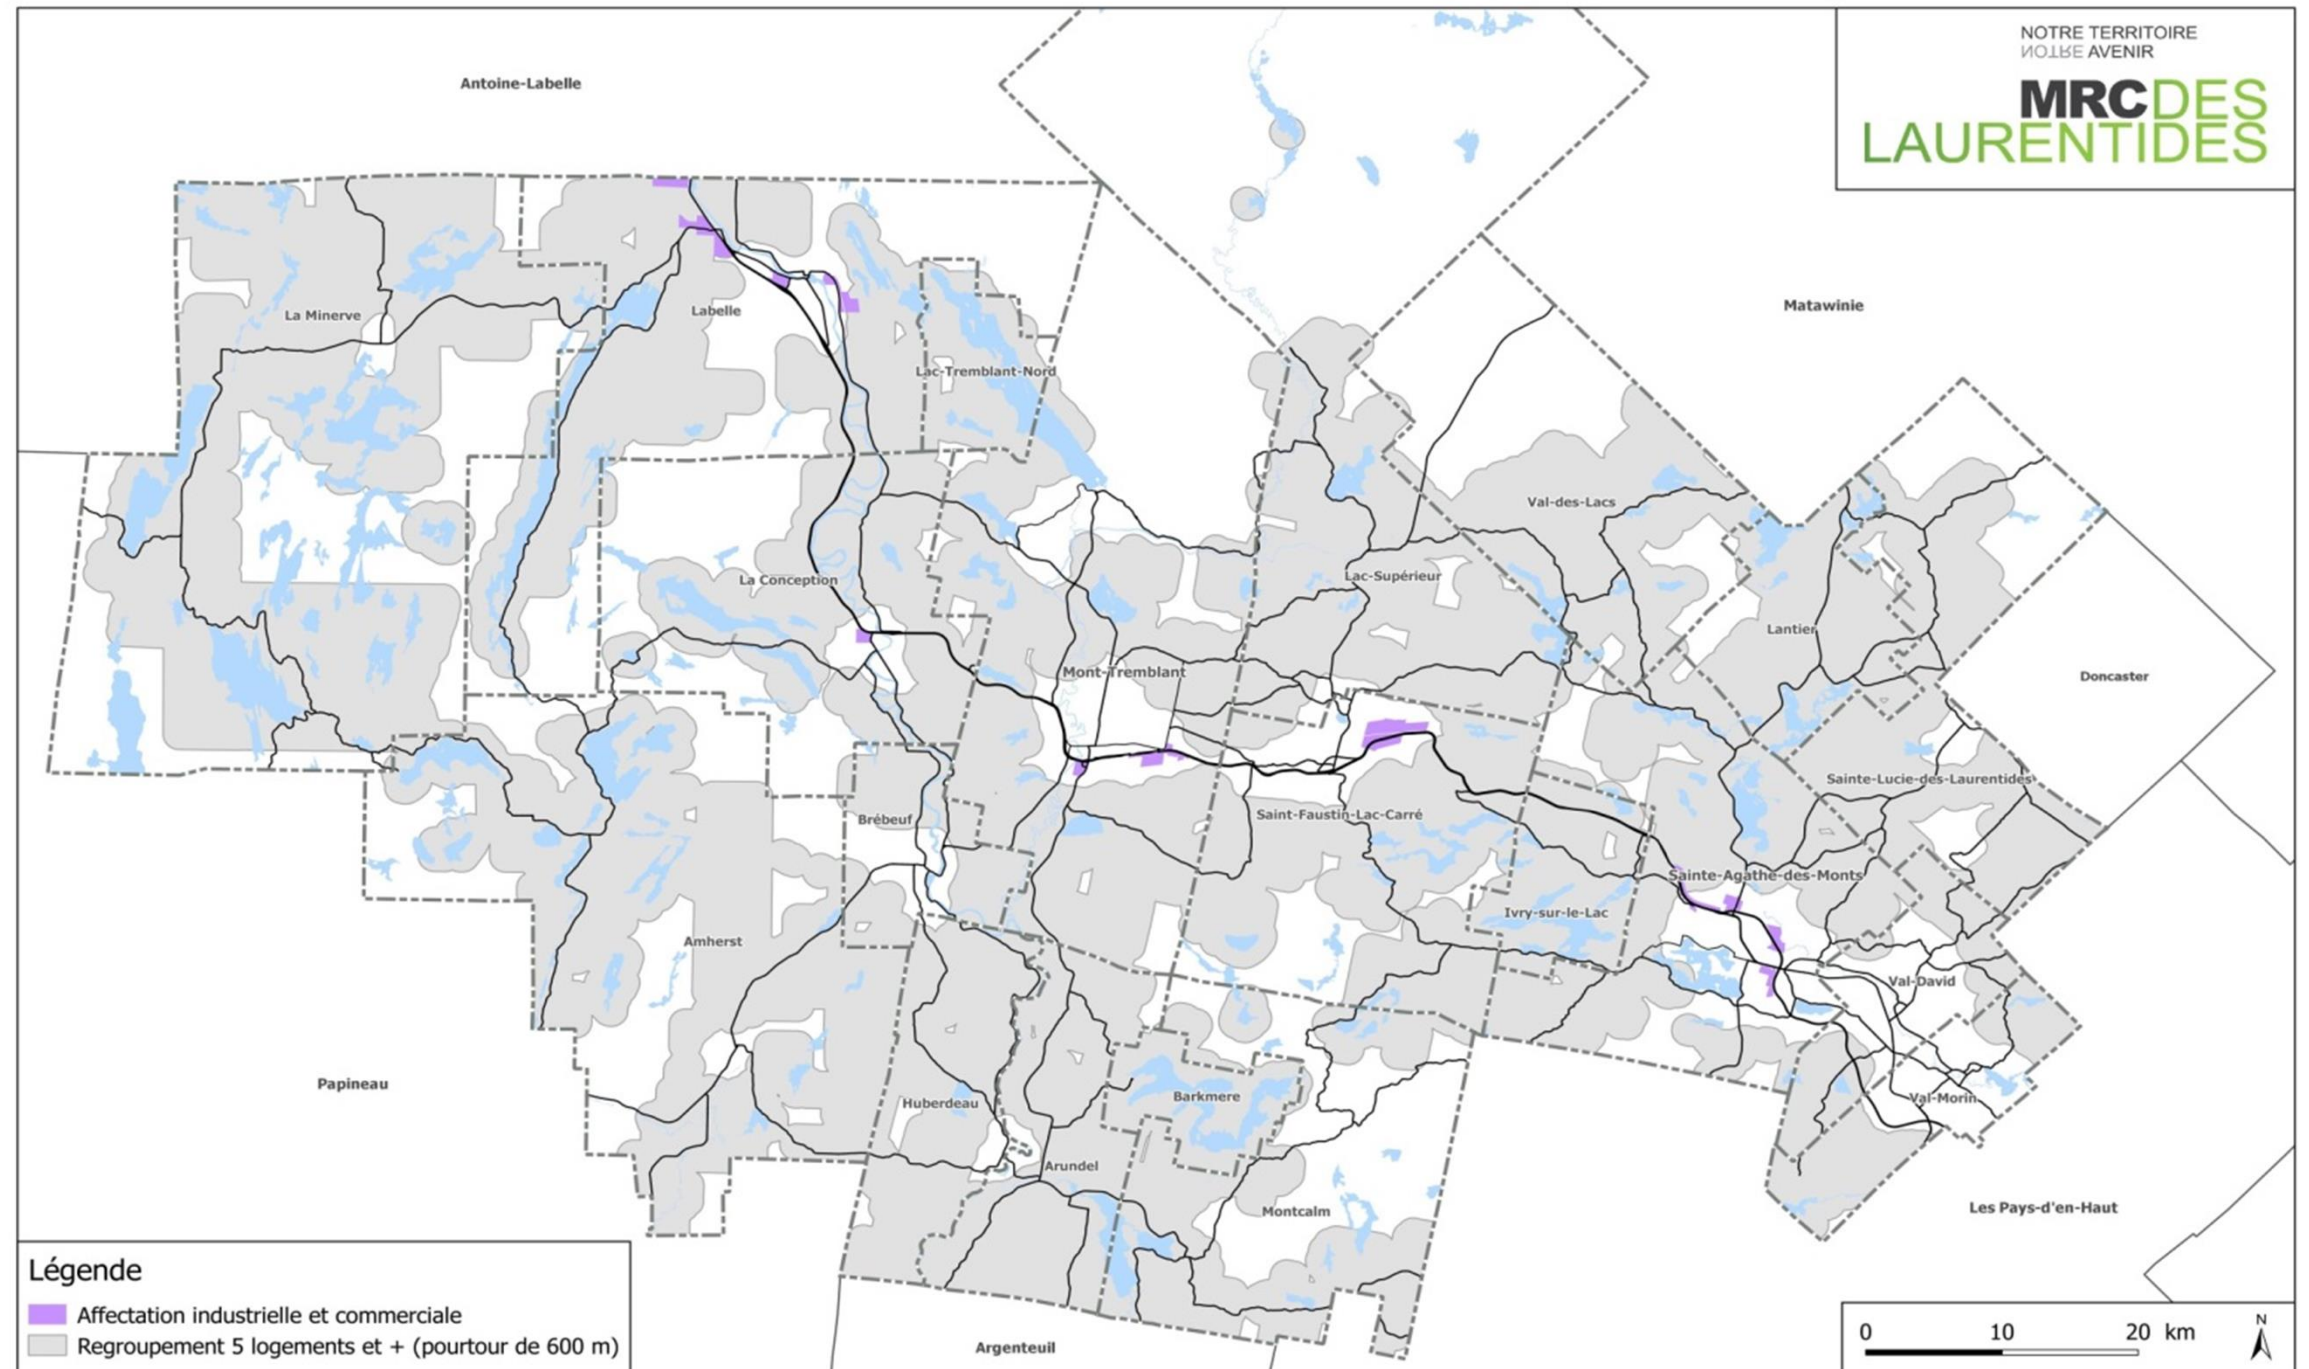 NOTRE TERRITOIRE
NOTRE AVENIR
MRC DES
LAURENTIDES
Antoine-Labelle
Matawinie
La Minerve
Labelle
Lac-Tremblant-Nord
Val-des-Lacs
La Conception
Lac-Supérieur
Lantier
Mont-Tremblant
Doncaster
Sainte-Lucie-des-Laurentides
Brébeuf
Saint-Faustin-Lac-Carré
Sainte-Agathe-des-Monts
Ivry-sur-le-Lac
Amherst
Val-David
Papineau
Huberdeau
Barkmere
Val-Morin
Arundel
Montcalm
Les Pays-d'en-Haut
Argenteuil
Légende
Affectation industrielle et commerciale
Regroupement 5 logements et + (pourtour de 600 m)
0 10 20 km
N